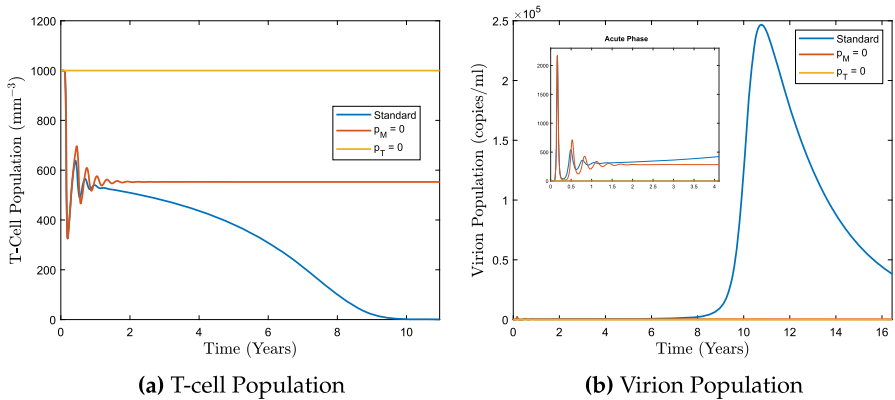 1200
1000
800
600
400
200
0
0 2 4 6 8 10
T-Cell Population (mm⁻³)
Time (Years)
Standard
p_M = 0
p_T = 0
(a) T-cell Population
×10⁵
2.5
2
1.5
1
0.5
0
0 2 4 6 8 10 12 14 16
Virion Population (copies/ml)
Time (Years)
Acute Phase
2000
1500
1000
500
0
0 0.5 1 1.5 2 2.5 3 3.5 4
Standard
p_M = 0
p_T = 0
(b) Virion Population